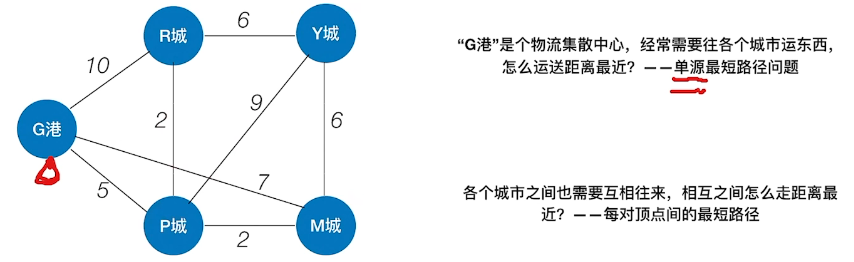 R城
6
Y城
10
2
9
6
G港
5
7
P城
2
M城
“G港”是个物流集散中心，经常需要往各个城市运东西，
怎么运送距离最近？——单源最短路径问题
各个城市之间也需要互相往来，相互之间怎么走距离最
近？——每对顶点间的最短路径